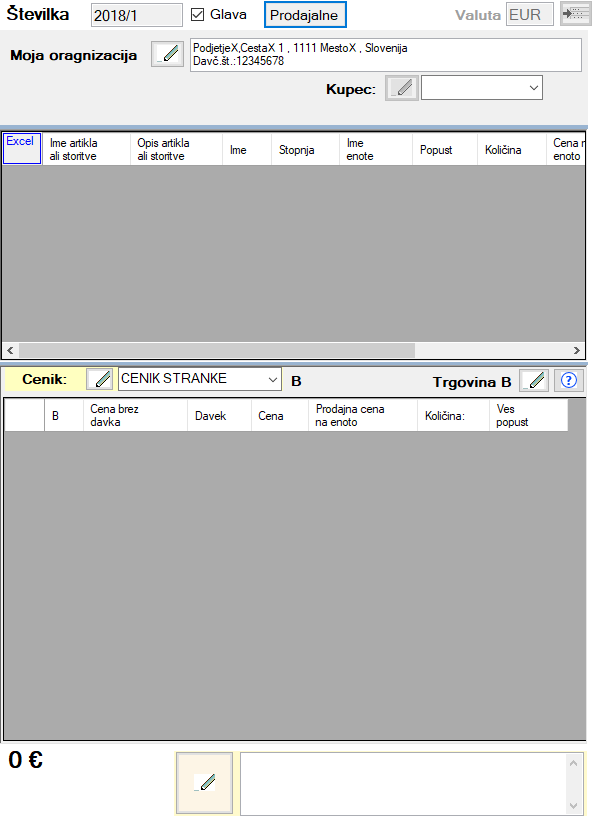 Številka 2018/1 Glava Prodajalne Valuta EUR
Moja oragnizacija
PodjetjeX,CestaX 1 , 1111 MestoX , Slovenija
Davč.št.:12345678
Kupec:
Excel
Ime artikla
ali storitve
Opis artikla
ali storitve
Ime
Stopnja
Ime
enote
Popust
Količina
Cena n
enoto
Cenik: CENIK STRANKE B Trgovina B ?
B
Cena brez
davka
Davek
Cena
Prodajna cena
na enoto
Količina:
Ves
popust
0 €